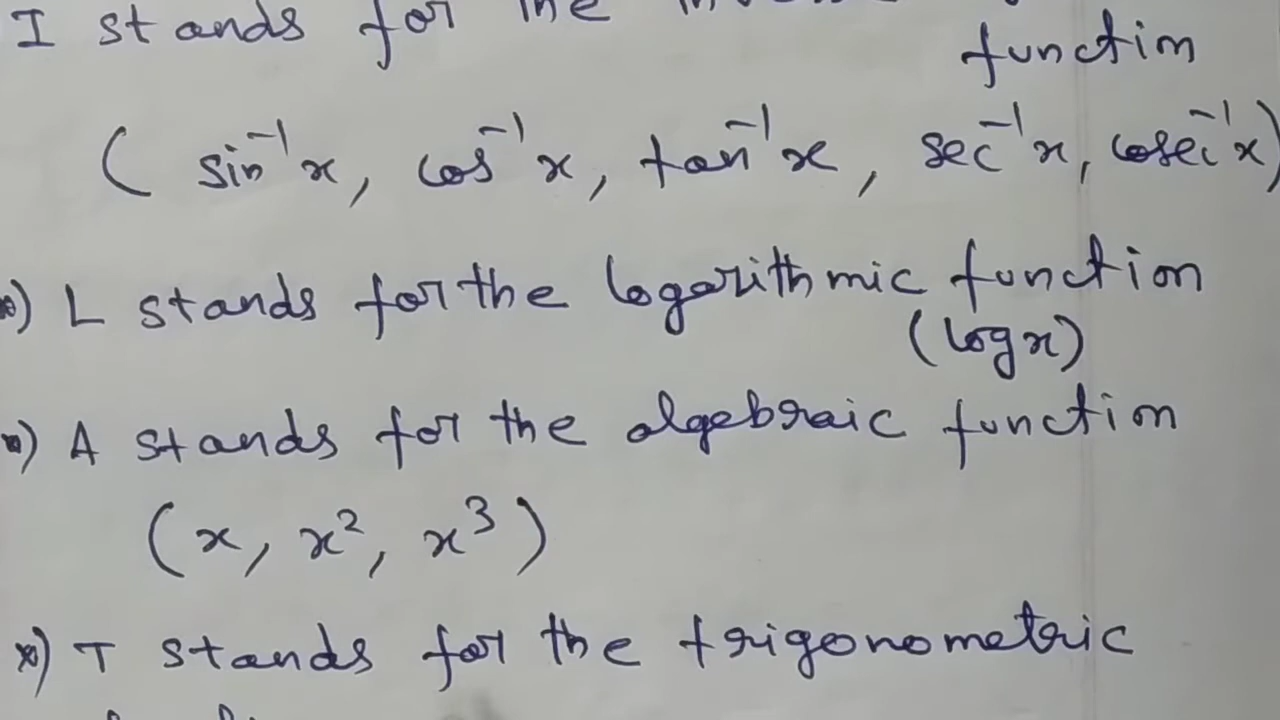 I stands for the
function
( sin⁻¹x, cos⁻¹x, tan⁻¹x, sec⁻¹x, cosec⁻¹x)
*) L stands for the logarithmic function
(log x)
*) A stands for the algebraic function
(x, x², x³)
*) T stands for the trigonometric